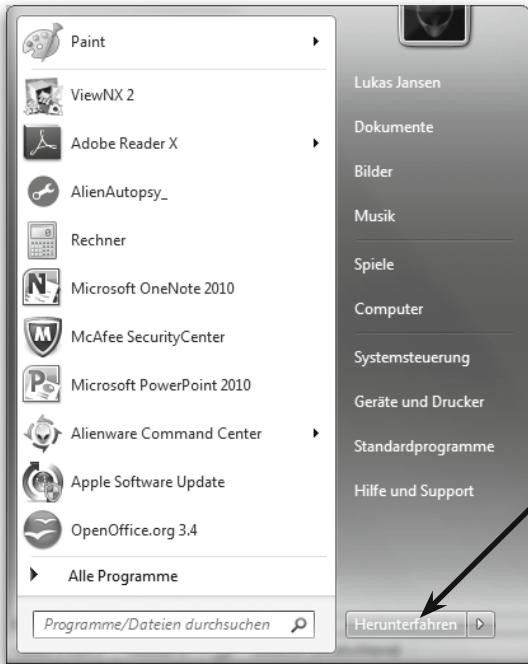 Paint
ViewNX 2
Adobe Reader X
AlienAutopsy_
Rechner
Microsoft OneNote 2010
McAfee SecurityCenter
Microsoft PowerPoint 2010
Alienware Command Center
Apple Software Update
OpenOffice.org 3.4
Alle Programme
Programme/Dateien durchsuchen
Lukas Jansen
Dokumente
Bilder
Musik
Spiele
Computer
Systemsteuerung
Geräte und Drucker
Standardprogramme
Hilfe und Support
Herunterfahren